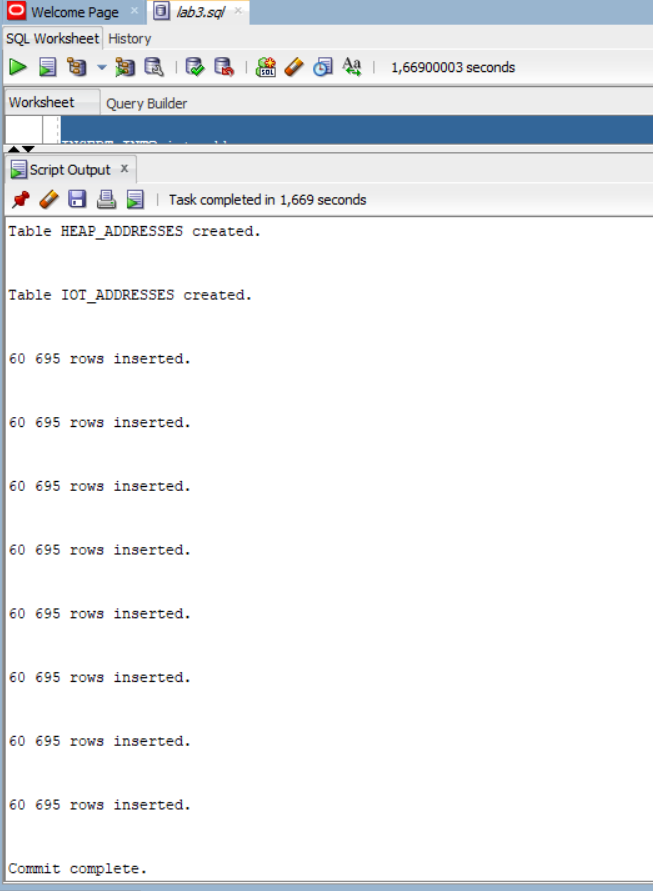 Welcome Page
lab3.sql
SQL Worksheet History
1,66900003 seconds
Worksheet Query Builder
Script Output x
Task completed in 1,669 seconds
Table HEAP_ADDRESSES created.
Table IOT_ADDRESSES created.
60 695 rows inserted.
60 695 rows inserted.
60 695 rows inserted.
60 695 rows inserted.
60 695 rows inserted.
60 695 rows inserted.
60 695 rows inserted.
60 695 rows inserted.
Commit complete.